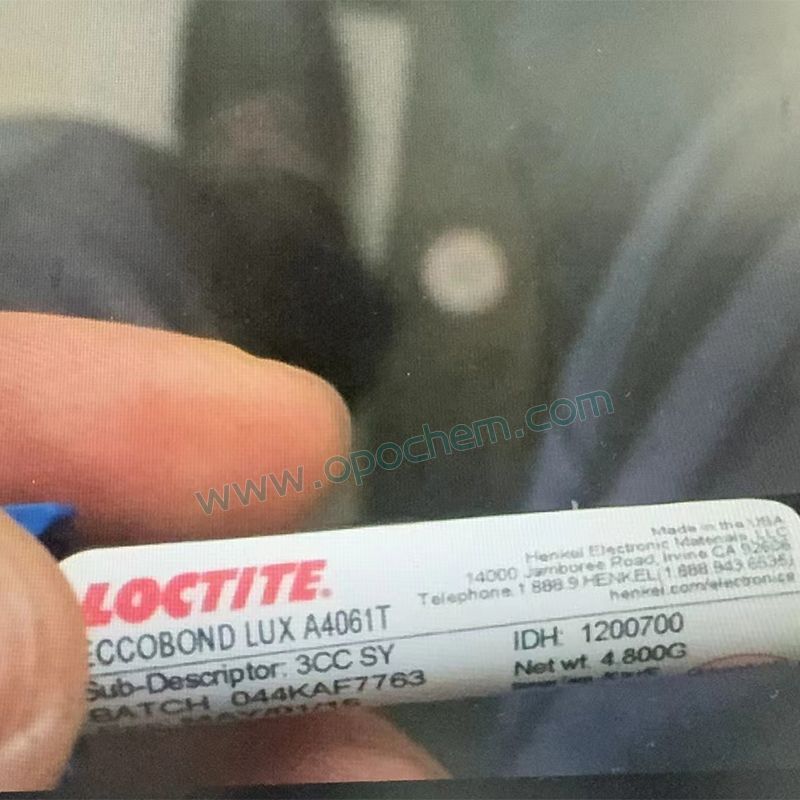 www.opochem.com
LOCTITE.
ECCOBOND LUX A4061T
Sub-Descriptor: 3CC SY
BATCH 044KAF7763
Made in the USA
Henkel Electronic Materials, LLC
14000 Jamboree Road, Irvine CA 92606
Telephone.1 888.9.HENKEL(1.888.943.6535)
henkel.com/electronics
IDH: 1200700
Net wt. 4.800G